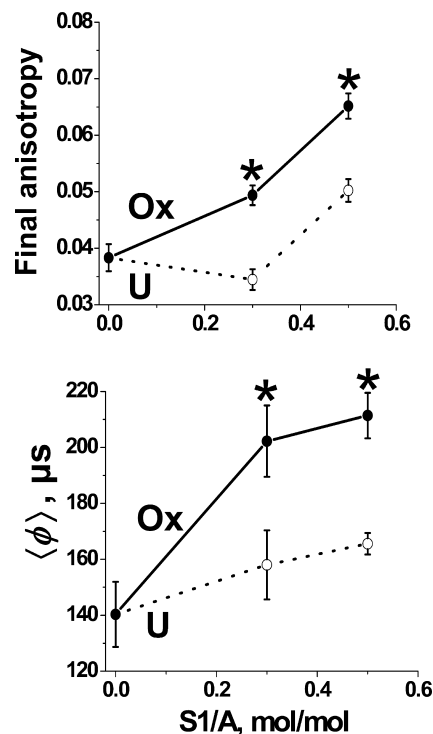 0.08
*
0.07
0.06
*
Ox
0.05
0.04
U
0.03
0.0 0.2 0.4 0.6
Final anisotropy
220
*
*
200
180
Ox
160
140
U
120
0.0 0.2 0.4 0.6
⟨ϕ⟩, μs
S1/A, mol/mol